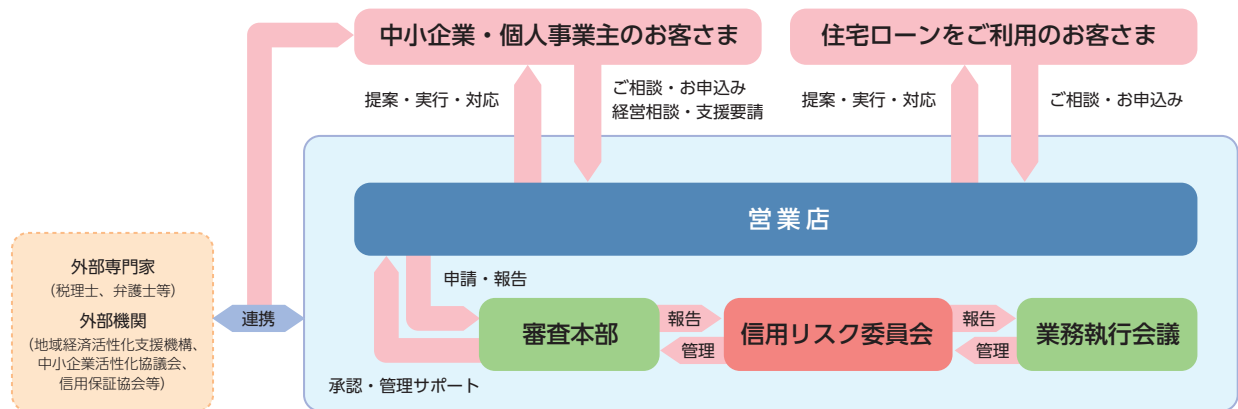 中小企業・個人事業主のお客さま
住宅ローンをご利用のお客さま
提案・実行・対応
ご相談・お申込み
経営相談・支援要請
提案・実行・対応
ご相談・お申込み
営業店
外部専門家
（税理士、弁護士等）
外部機関
（地域経済活性化支援機構、
中小企業活性化協議会、
信用保証協会等）
連携
申請・報告
審査本部
報告
管理
信用リスク委員会
報告
管理
業務執行会議
承認・管理サポート